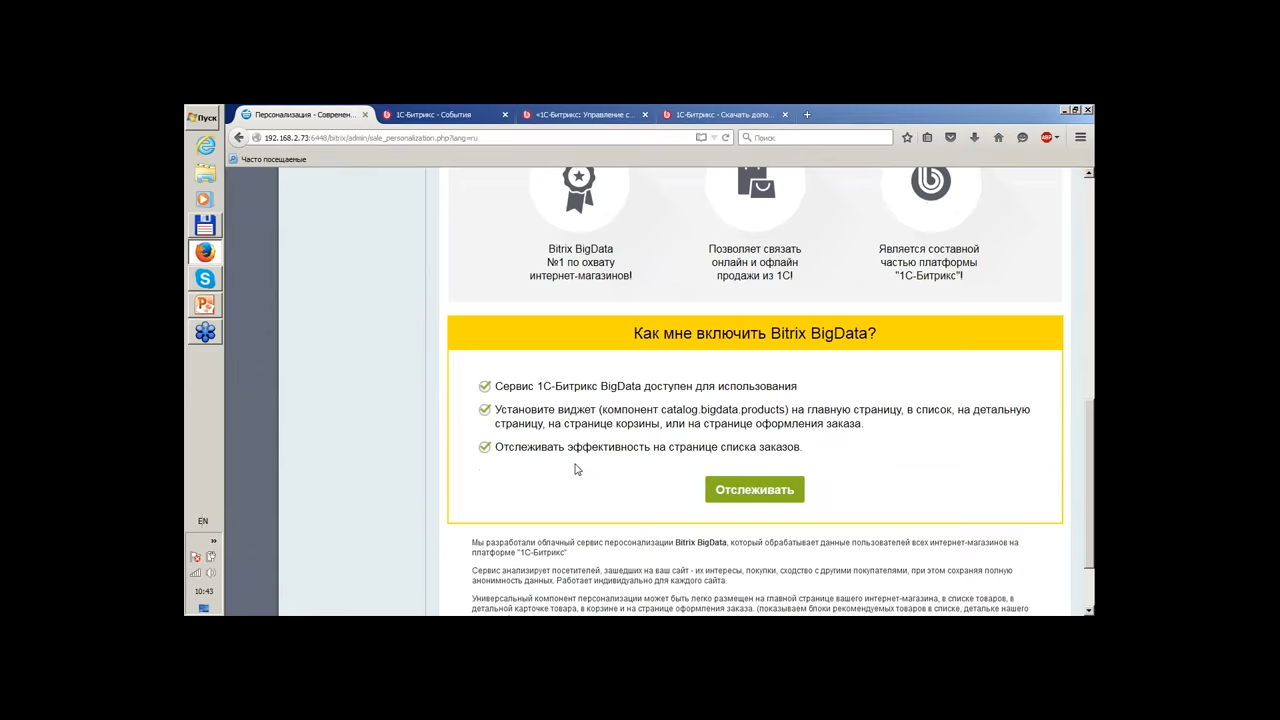 Пуск
Персонализация - Современ...
1С-Битрикс - События
«1С-Битрикс: Управление с...
1С-Битрикс - Скачать допо...
192.168.2.73:6448/bitrix/admin/sale_personalization.php?lang=ru
Поиск
ABP
Часто посещаемые
Bitrix BigData
№1 по охвату
интернет-магазинов!
Позволяет связать
онлайн и офлайн
продажи из 1С!
Является составной
частью платформы
"1С-Битрикс"!
Как мне включить Bitrix BigData?
Сервис 1С-Битрикс BigData доступен для использования
Установите виджет (компонент catalog.bigdata.products) на главную страницу, в список, на детальную
страницу, на странице корзины, или на странице оформления заказа.
Отслеживать эффективность на странице списка заказов.
Отслеживать
Мы разработали облачный сервис перосонализации Bitrix BigData, который обрабатывает данные пользователей всех интернет-магазинов на
платформе "1С-Битрикс"
Сервис анализирует посетителей, зашедших на ваш сайт - их интересы, покупки, сходство с другими покупателями, при этом сохраняя полную
анонимность данных. Работает индивидуально для каждого сайта.
Универсальный компонент персонализации может быть легко размещен на главной странице вашего интернет-магазина, в списке товаров, в
детальной карточке товара, в корзине и на странице оформления заказа. (показываем блоки рекомендуемых товаров в списке, детальке нашего
EN
10:43